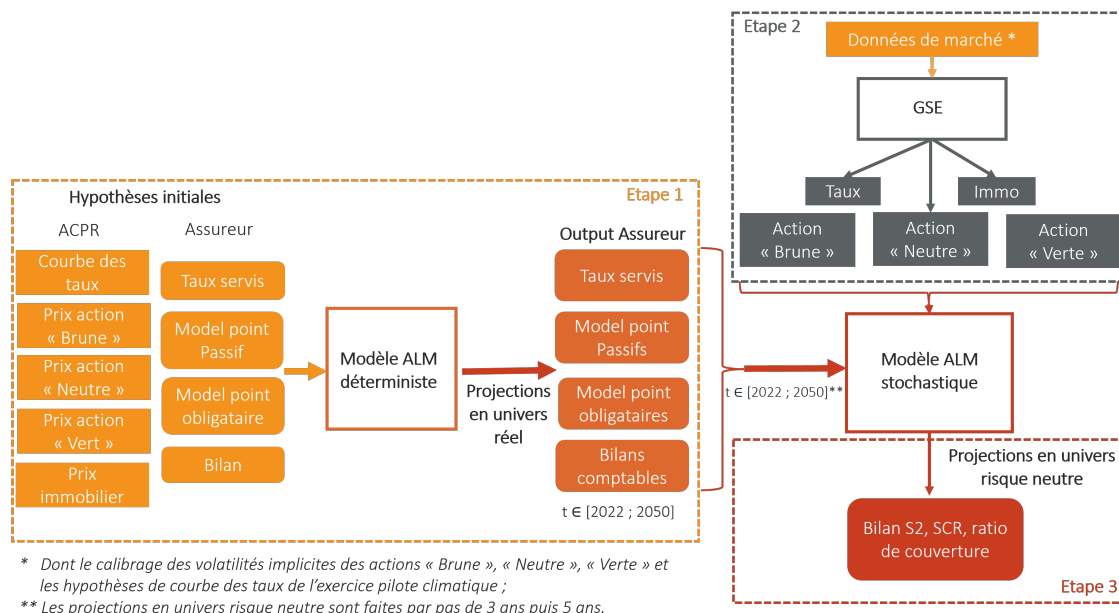 Etape 2
Données de marché *
GSE
Taux
Immo
Action
« Brune »
Action
« Neutre »
Action
« Verte »
Etape 1
Hypothèses initiales
ACPR
Assureur
Courbe des
taux
Prix action
« Brune »
Prix action
« Neutre »
Prix action
« Vert »
Prix
immobilier
Taux servis
Model point
Passif
Model point
obligataire
Bilan
Modèle ALM
déterministe
Projections
en univers
réel
Output Assureur
Taux servis
Model point
Passifs
Model point
obligataires
Bilans
comptables
t ∈ [2022 ; 2050]
t ∈ [2022 ; 2050]**
Modèle ALM
stochastique
Projections en univers
risque neutre
Bilan S2, SCR, ratio
de couverture
Etape 3
* Dont le calibrage des volatilités implicites des actions « Brune », « Neutre », « Verte » et
les hypothèses de courbe des taux de l'exercice pilote climatique ;
** Les projections en univers risque neutre sont faites par pas de 3 ans puis 5 ans.